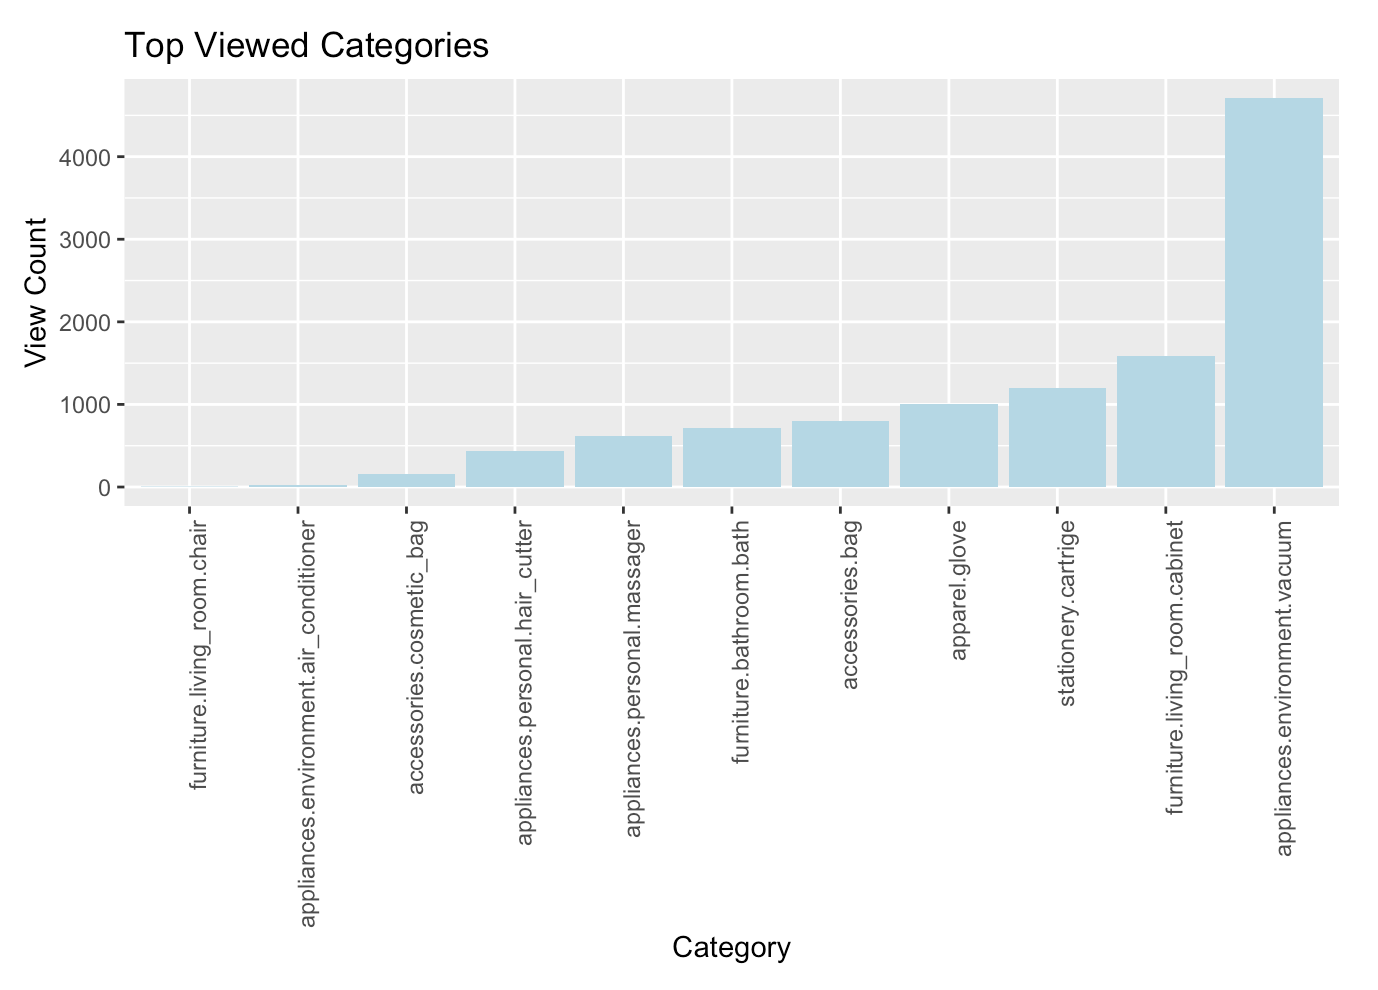 Top Viewed Categories
View Count
4000
3000
2000
1000
0
furniture.living_room.chair
appliances.environment.air_conditioner
accessories.cosmetic_bag
appliances.personal.hair_cutter
appliances.personal.massager
furniture.bathroom.bath
accessories.bag
apparel.glove
stationery.cartrige
furniture.living_room.cabinet
appliances.environment.vacuum
Category